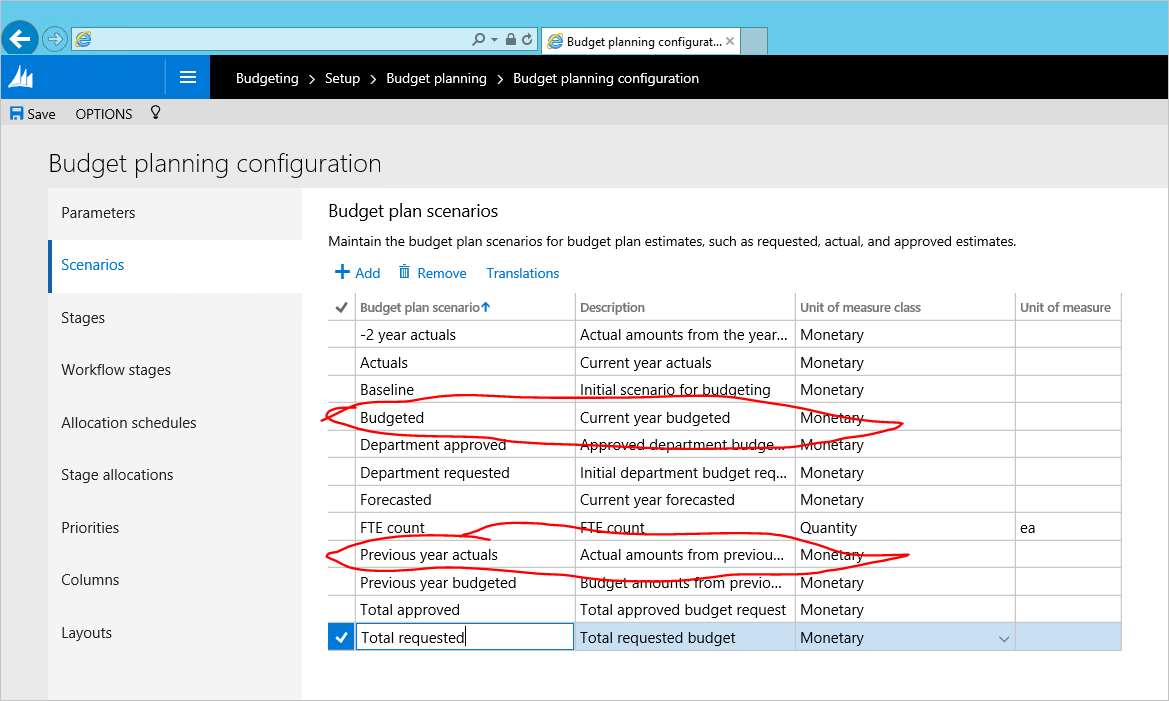 Budget planning configurat...
Budgeting > Setup > Budget planning > Budget planning configuration
Save OPTIONS
Budget planning configuration
Parameters
Scenarios
Stages
Workflow stages
Allocation schedules
Stage allocations
Priorities
Columns
Layouts
Budget plan scenarios
Maintain the budget plan scenarios for budget plan estimates, such as requested, actual, and approved estimates.
Add Remove Translations
Budget plan scenario Description Unit of measure class Unit of measure
-2 year actuals Actual amounts from the year... Monetary
Actuals Current year actuals Monetary
Baseline Initial scenario for budgeting Monetary
Budgeted Current year budgeted Monetary
Department approved Approved department budge... Monetary
Department requested Initial department budget req... Monetary
Forecasted Current year forecasted Monetary
FTE count FTE count Quantity ea
Previous year actuals Actual amounts from previou... Monetary
Previous year budgeted Budget amounts from previo... Monetary
Total approved Total approved budget request Monetary
Total requested Total requested budget Monetary